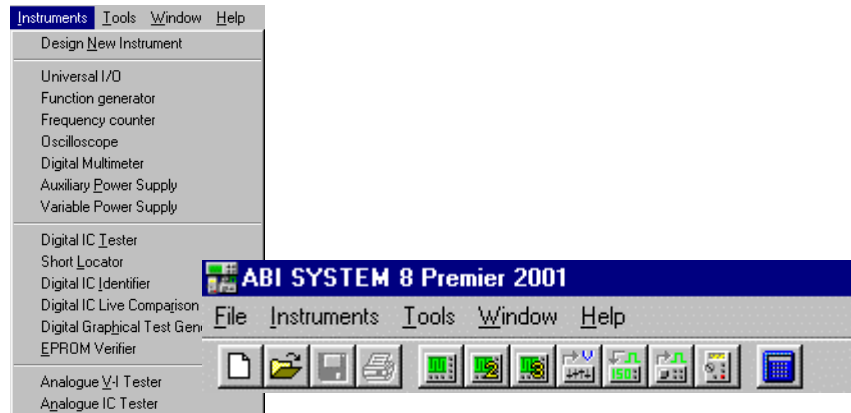 Instruments Tools Window Help
Design New Instrument
Universal I/O
Function generator
Frequency counter
Oscilloscope
Digital Multimeter
Auxiliary Power Supply
Variable Power Supply
Digital IC Tester
Short Locator
Digital IC Identifier
Digital IC Live Comparison
Digital Graphical Test Gen
EPROM Verifier
Analogue V-I Tester
Analogue IC Tester
ABI SYSTEM 8 Premier 2001
File Instruments Tools Window Help